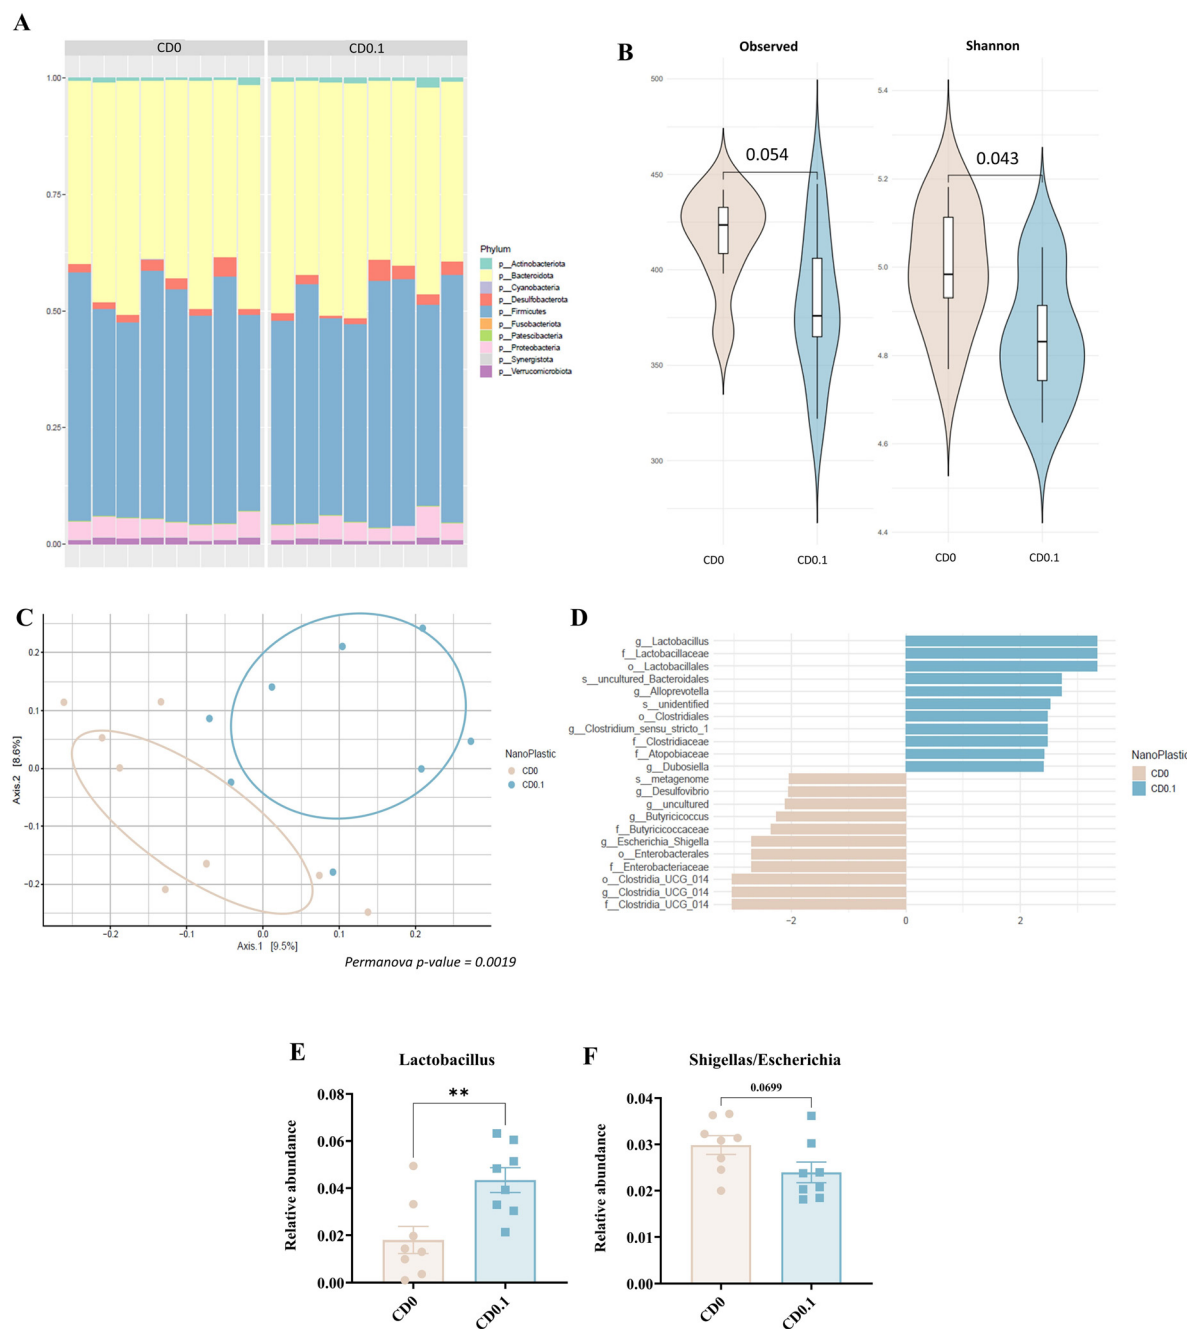 A
CD0
CD0.1
1.00
0.75
0.50
0.25
0.00
Phylum
p__Actinobacteriota
p__Bacteroidota
p__Cyanobacteria
p__Desulfobacterota
p__Firmicutes
p__Fusobacteriota
p__Patescibacteria
p__Proteobacteria
p__Synergistota
p__Verrucomicrobiota
B
Observed
Shannon
500
450
400
350
300
0.054
CD0
CD0.1
5.4
5.2
5.0
4.8
4.6
4.4
0.043
CD0
CD0.1
C
Axis.2 [8.6%]
0.2
0.1
0.0
−0.1
−0.2
−0.2
−0.1
0.0
0.1
0.2
Axis.1 [9.5%]
NanoPlastic
CD0
CD0.1
Permanova p-value = 0.0019
D
g__Lactobacillus
f__Lactobacillaceae
o__Lactobacillales
s__uncultured_Bacteroidales
g__Alloprevotella
s__unidentified
o__Clostridiales
g__Clostridium_sensu_stricto_1
f__Clostridiaceae
f__Atopobiaceae
g__Dubosiella
s__metagenome
g__Desulfovibrio
g__uncultured
g__Butyricicoccus
f__Butyricicoccaceae
g__Escherichia_Shigella
o__Enterobacterales
f__Enterobacteriaceae
o__Clostridia_UCG_014
g__Clostridia_UCG_014
f__Clostridia_UCG_014
−2
0
2
NanoPlastic
CD0
CD0.1
E
Lactobacillus
Relative abundance
0.08
0.06
0.04
0.02
0.00
**
CD0
CD0.1
F
Shigellas/Escherichia
Relative abundance
0.04
0.03
0.02
0.01
0.00
0.0699
CD0
CD0.1